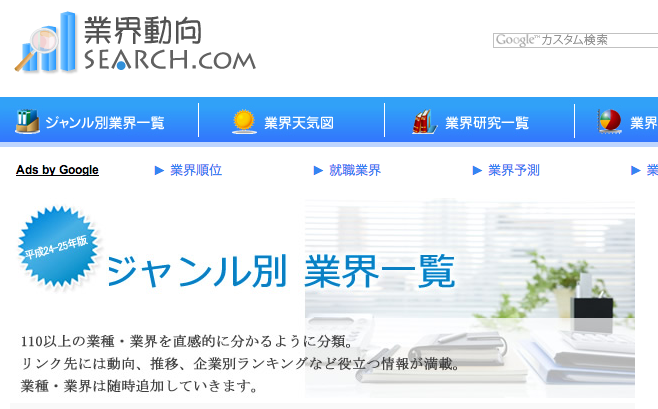 業界動向
SEARCH.COM
Google™ カスタム検索
ジャンル別業界一覧
業界天気図
業界研究一覧
業界
Ads by Google
業界順位
就職業界
業界予測
業
平成24-25年版
ジャンル別 業界一覧
110以上の業種・業界を直感的に分かるように分類。
リンク先には動向、推移、企業別ランキングなど役立つ情報が満載。
業種・業界は随時追加していきます。